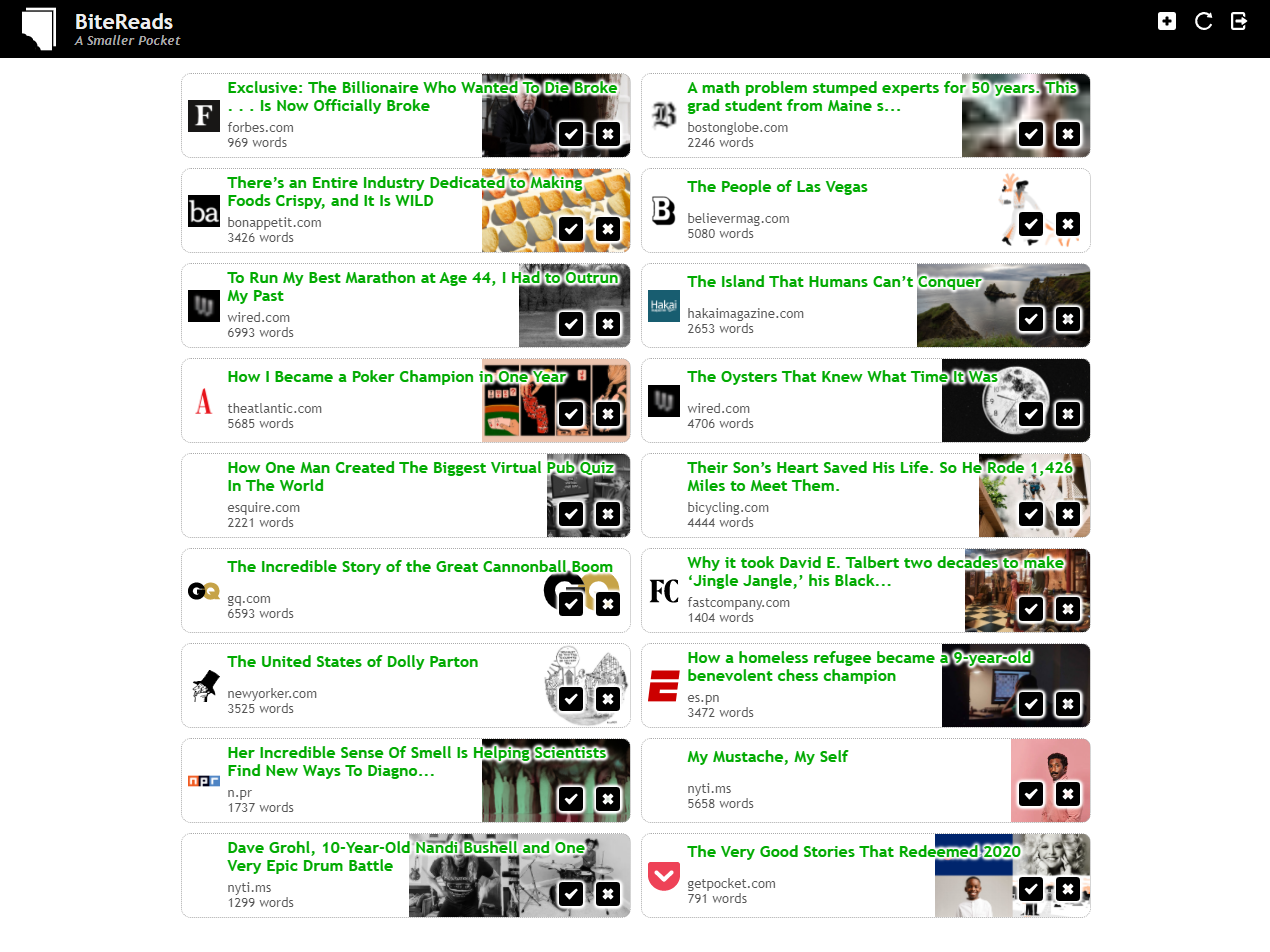 BiteReads
A Smaller Pocket
Exclusive: The Billionaire Who Wanted To Die Broke
. . . Is Now Officially Broke
forbes.com
969 words
A math problem stumped experts for 50 years. This
grad student from Maine s...
bostonglobe.com
2246 words
There’s an Entire Industry Dedicated to Making
Foods Crispy, and It Is WILD
bonappetit.com
3426 words
ba
The People of Las Vegas
believermag.com
5080 words
B
To Run My Best Marathon at Age 44, I Had to Outrun
My Past
wired.com
6993 words
The Island That Humans Can’t Conquer
hakaimagazine.com
2653 words
Hakai
How I Became a Poker Champion in One Year
theatlantic.com
5685 words
A
The Oysters That Knew What Time It Was
wired.com
4706 words
How One Man Created The Biggest Virtual Pub Quiz
In The World
esquire.com
2221 words
Their Son’s Heart Saved His Life. So He Rode 1,426
Miles to Meet Them.
bicycling.com
4444 words
The Incredible Story of the Great Cannonball Boom
gq.com
6593 words
GQ
Why it took David E. Talbert two decades to make
‘Jingle Jangle,’ his Black...
fastcompany.com
1404 words
FC
The United States of Dolly Parton
newyorker.com
3525 words
How a homeless refugee became a 9-year-old
benevolent chess champion
es.pn
3472 words
E
Her Incredible Sense Of Smell Is Helping Scientists
Find New Ways To Diagno...
n.pr
1737 words
npr
My Mustache, My Self
nyti.ms
5658 words
Dave Grohl, 10-Year-Old Nandi Bushell and One
Very Epic Drum Battle
nyti.ms
1299 words
The Very Good Stories That Redeemed 2020
getpocket.com
791 words